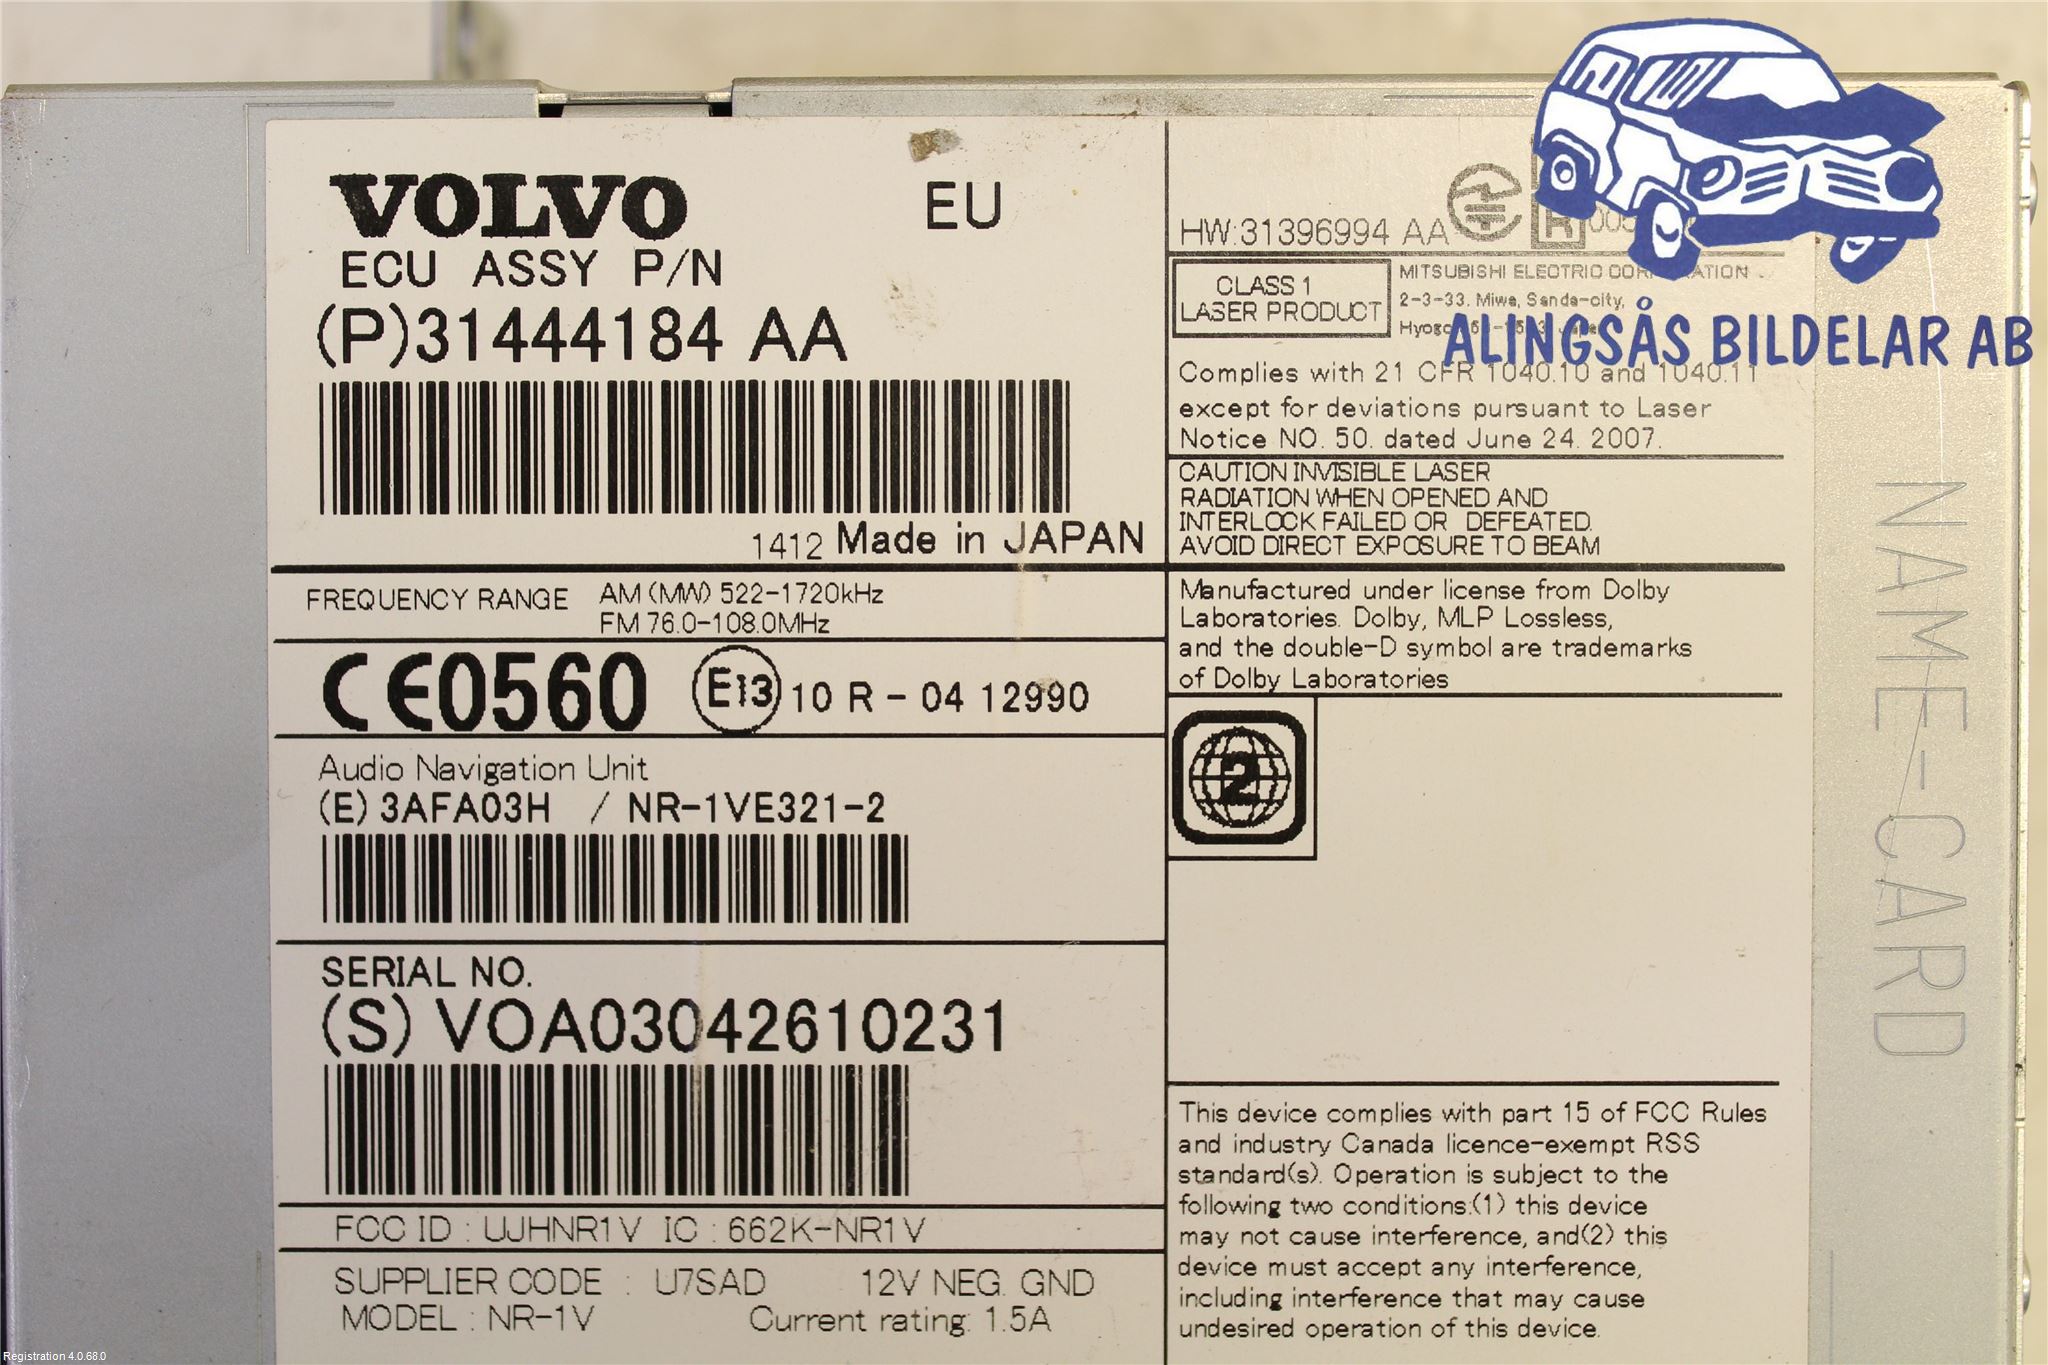 VOLVO
EU
ECU ASSY P/N
(P)31444184 AA
1412 Made in JAPAN
FREQUENCY RANGE AM (MW) 522-1720kHz
FM 76.0-108.0MHz
CE0560 E13 10 R - 04 12990
Audio Navigation Unit
(E) 3AFA03H / NR-1VE321-2
SERIAL NO.
(S) VOA03042610231
FCC ID : UJHNR1V IC : 662K-NR1V
SUPPLIER CODE : U7SAD 12V NEG. GND
MODEL : NR-1V Current rating: 1.5A
HW:31396994 AA
R
CLASS 1
LASER PRODUCT
MITSUBISHI ELECTRIC
2-3-33. Miwa, Sanda-city,
Complies with 21 CFR 1040.10 and 1040.11
except for deviations pursuant to Laser
Notice NO. 50. dated June 24. 2007.
CAUTION INVISIBLE LASER
RADIATION WHEN OPENED AND
INTERLOCK FAILED OR DEFEATED.
AVOID DIRECT EXPOSURE TO BEAM
Manufactured under license from Dolby
Laboratories. Dolby, MLP Lossless,
and the double-D symbol are trademarks
of Dolby Laboratories
2
This device complies with part 15 of FCC Rules
and industry Canada licence-exempt RSS
standard(s). Operation is subject to the
following two conditions:(1) this device
may not cause interference, and(2) this
device must accept any interference,
including interference that may cause
undesired operation of this device.
ALINGSÅS BILDELAR AB
NAME-CARD
Registration 4.0.68.0